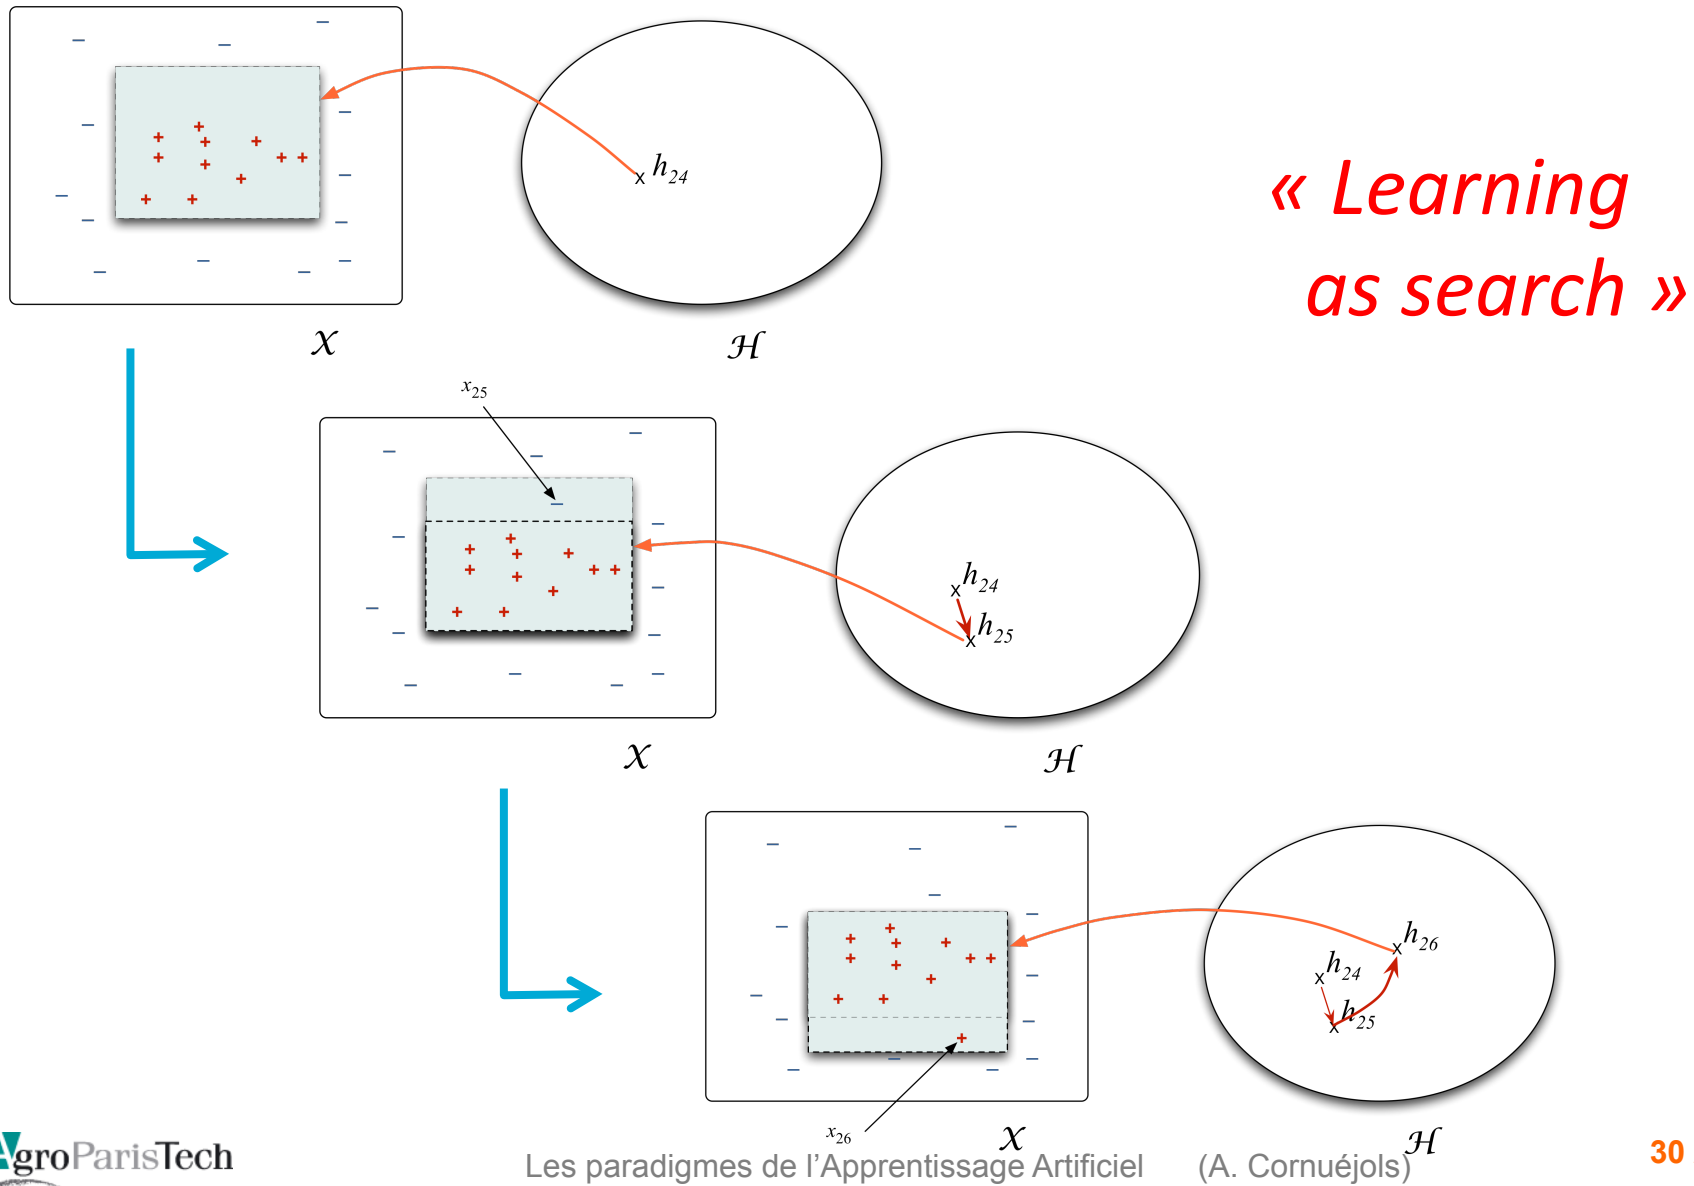 h24
« Learning
as search »
X
H
x25
h24
h25
X
H
h26
h24
h25
x26
X
H
AgroParisTech
Les paradigmes de l’Apprentissage Artificiel (A. Cornuéjols)
30